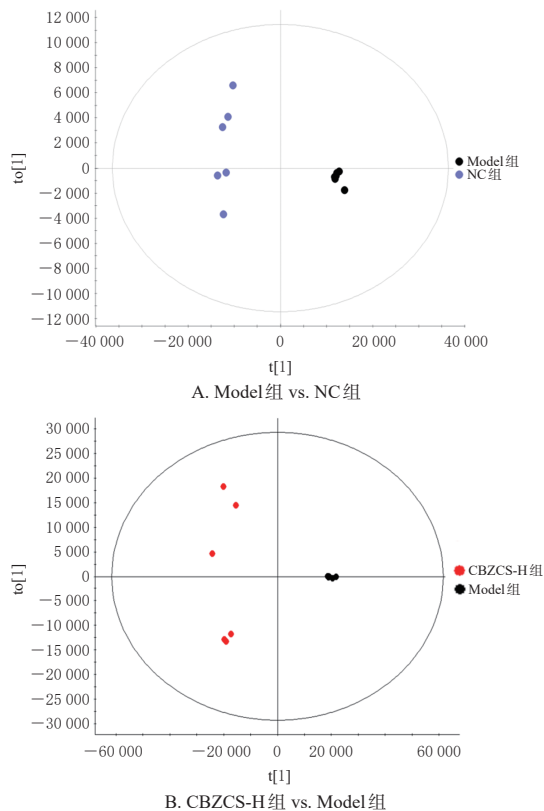 12 000
10 000
8 000
6 000
4 000
2 000
0
−2 000
−4 000
−6 000
−8 000
−10 000
−12 000
to[1]
−40 000 −20 000 0 20 000 40 000
t[1]
Model组
NC组
A. Model组 vs. NC组
30 000
25 000
20 000
15 000
10 000
5 000
0
−5 000
−10 000
−15 000
−20 000
−25 000
−30 000
to[1]
−60 000 −40 000 −20 000 0 20 000 40 000 60 000
t[1]
CBZCS-H组
Model组
B. CBZCS-H组 vs. Model组